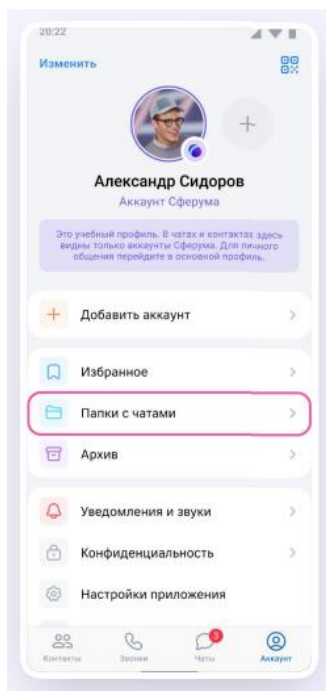 20:22
Изменить
Александр Сидоров
Аккаунт Сферума
Это учебный профиль. В чатах и контактах здесь
видны только аккаунты Сферума. Для личного
общения перейдите в основной профиль.
Добавить аккаунт
Избранное
Папки с чатами
Архив
Уведомления и звуки
Конфиденциальность
Настройки приложения
3
Контакты Звонки Чаты Аккаунт